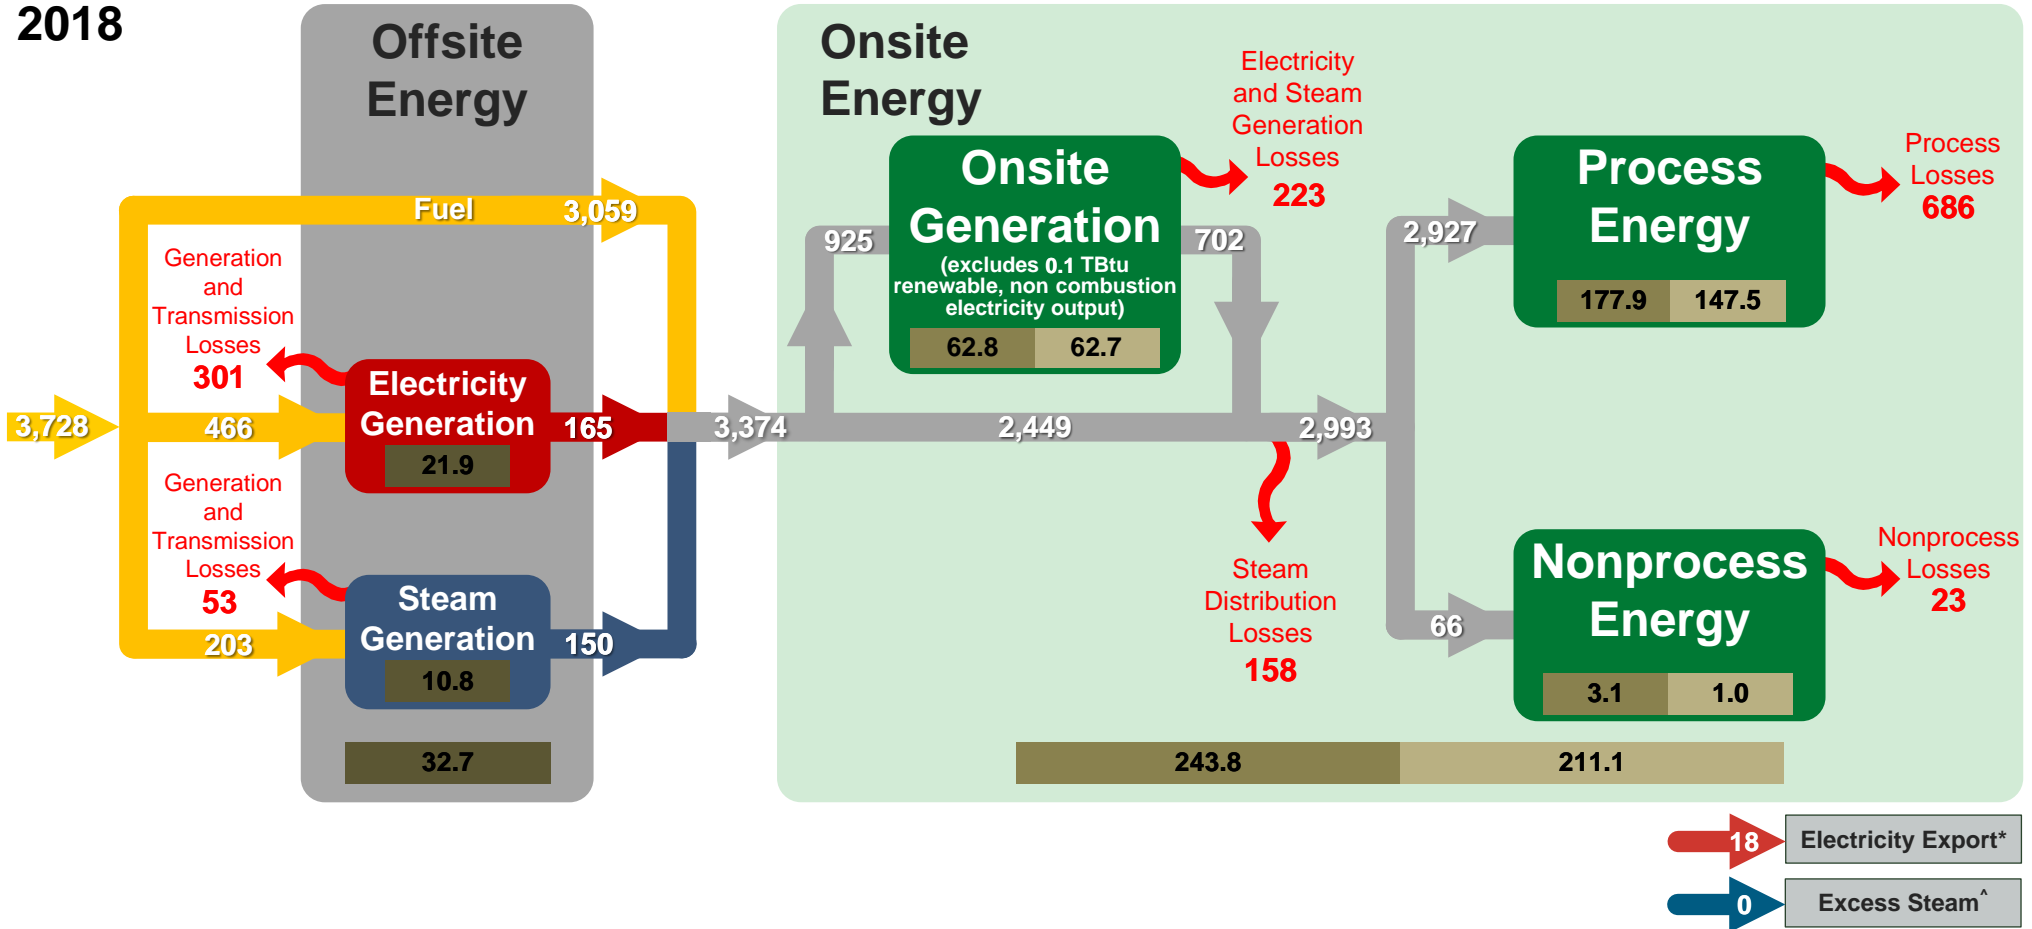 2018
Offsite
Energy
Onsite
Energy
Fuel
3,059
Generation
and
Transmission
Losses
301
3,728
466
Electricity
Generation
21.9
165
Generation
and
Transmission
Losses
53
203
Steam
Generation
10.8
150
32.7
3,374
925
Onsite
Generation
(excludes 0.1 TBtu
renewable, non combustion
electricity output)
62.8
62.7
702
Electricity
and Steam
Generation
Losses
223
2,449
2,993
Steam
Distribution
Losses
158
2,927
Process
Energy
177.9
147.5
Process
Losses
686
66
Nonprocess
Energy
3.1
1.0
Nonprocess
Losses
23
243.8
211.1
18
Electricity Export*
0
Excess Steam^